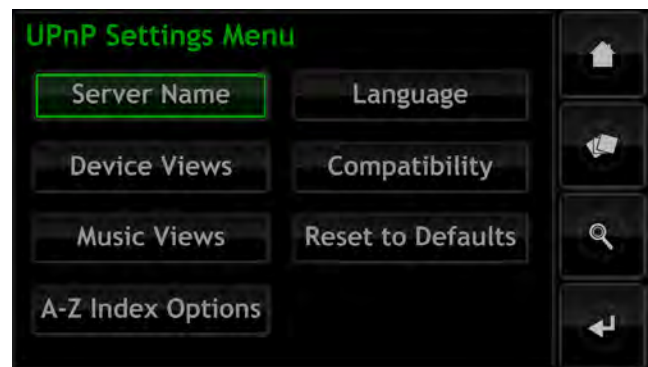 UPnP Settings Menu
Server Name
Language
Device Views
Compatibility
Music Views
Reset to Defaults
A-Z Index Options